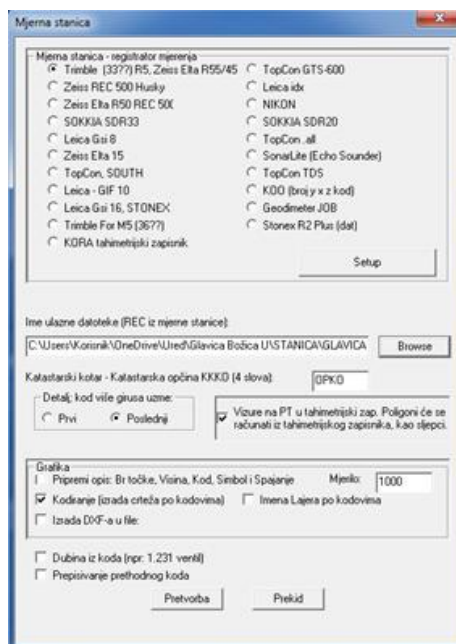 Mjerna stanica
Mjerna stanica - registrator mjerenja
Trimble (33??) R5, Zeiss Elta R55/45
TopCon GTS-600
Zeiss REC 500 Husky
Leica idx
Zeiss Elta R50 REC 50(
NIKON
SOKKIA SDR33
SOKKIA SDR20
Leica Gsi 8
TopCon .all
Zeiss Elta 15
SonarLite (Echo Sounder)
TopCon, SOUTH
TopCon TDS
Leica - GIF 10
KOO (broj y x z kod)
Leica Gsi 16, STONEX
Geodimeter JOB
Trimble For M5 (36??)
Stonex R2 Plus (dat)
KORA tahimetrijski zapisnik
Setup
Ime ulazne datoteke (REC iz mjerne stanice):
C:\Users\Korisnik\OneDrive\Ured\Glavica Božica U\STANICA\GLAVICA
Browse
Katastarski kotar - Katastarska općina KKKO (4 slova):
OPKO
Detalj; kod više girusa uzme:
Prvi
Poslednji
Vizure na PT u tahimetrijski zap. Poligoni će se
računati iz tahimetrijskog zapisnika, kao slijepci.
Grafika
Pripremi opis: Br točke, Visina, Kod, Simbol i Spajanje
Mjerilo:
1000
Kodiranje (izrada crteža po kodovima)
Imena Lajera po kodovima
Izrada DXF-a u file:
Dubina iz koda (npr: 1.231 ventil)
Prepisivanje prethodnog koda
Pretvorba
Prekid